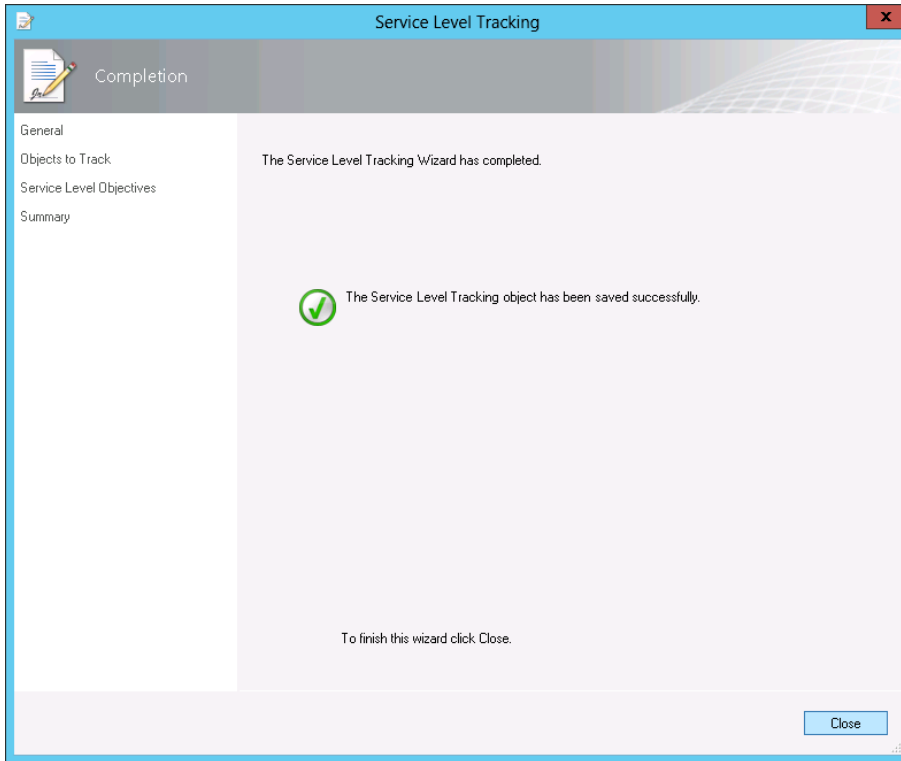 Service Level Tracking
x
Completion
General
Objects to Track
Service Level Objectives
Summary
The Service Level Tracking Wizard has completed.
The Service Level Tracking object has been saved successfully.
To finish this wizard click Close.
Close